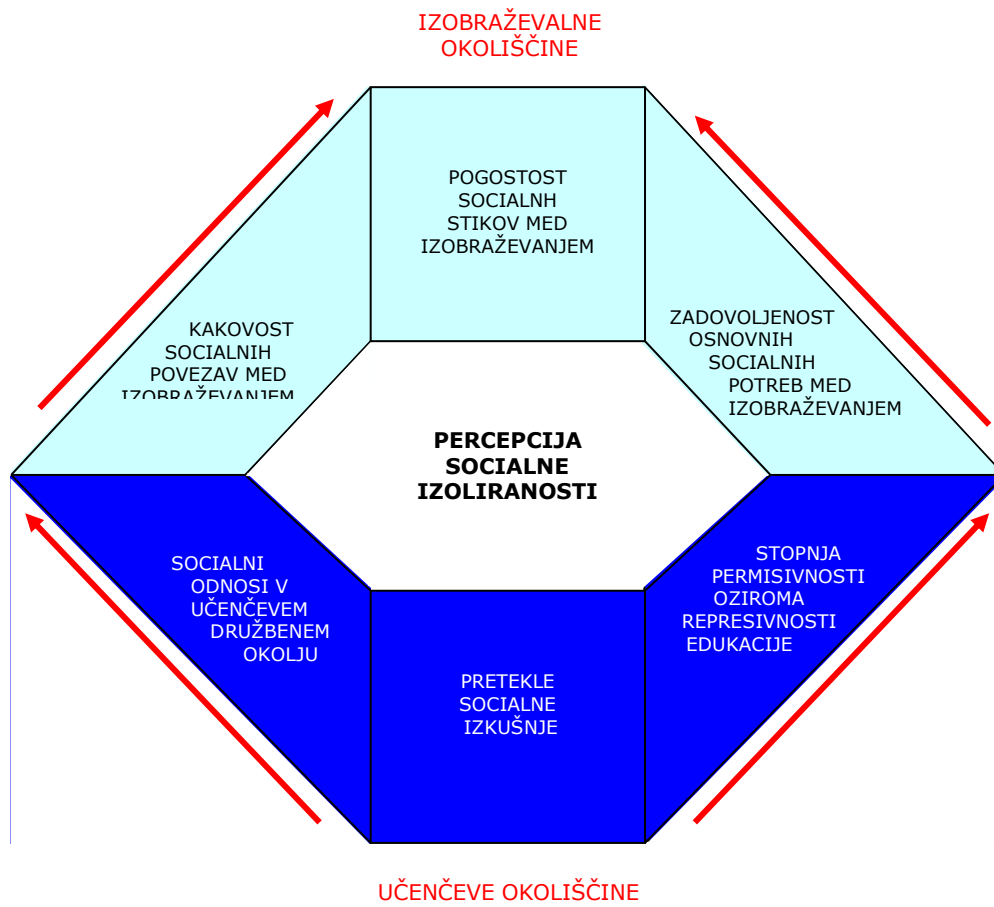 IZOBRAŽEVALNE
OKOLIŠČINE
POGOSTOST
SOCIALNH
STIKOV MED
IZOBRAŽEVANJEM
KAKOVOST
SOCIALNIH
POVEZAV MED
IZOBRAŽEVANJEM
ZADOVOLJENOST
OSNOVNIH
SOCIALNIH
POTREB MED
IZOBRAŽEVANJEM
PERCEPCIJA
SOCIALNE
IZOLIRANOSTI
SOCIALNI
ODNOSI V
UČENČEVEM
DRUŽBENEM
OKOLJU
PRETEKLE
SOCIALNE
IZKUŠNJE
STOPNJA
PERMISIVNOSTI
OZIROMA
REPRESIVNOSTI
EDUKACIJE
UČENČEVE OKOLIŠČINE